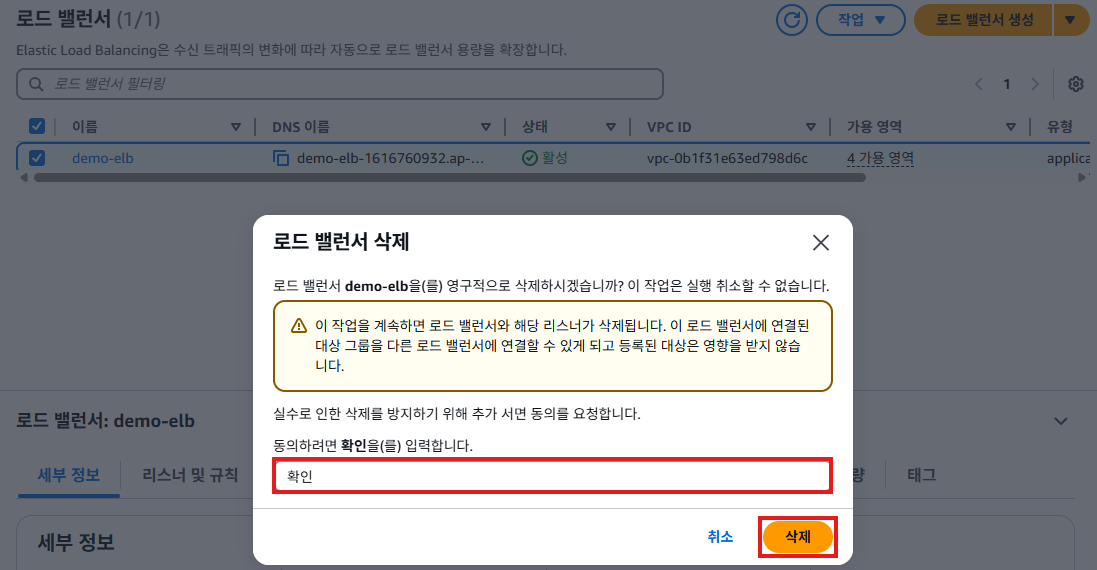 로드 밸런서 (1/1)
작업
로드 밸런서 생성
Elastic Load Balancing은 수신 트래픽의 변화에 따라 자동으로 로드 밸런서 용량을 확장합니다.
로드 밸런서 필터링
1
이름 DNS 이름 상태 VPC ID 가용 영역 유형
demo-elb demo-elb-1616760932.ap-... 활성 vpc-0b1f31e63ed798d6c 4 가용 영역 applica
로드 밸런서 삭제
로드 밸런서 demo-elb을(를) 영구적으로 삭제하시겠습니까? 이 작업은 실행 취소할 수 없습니다.
이 작업을 계속하면 로드 밸런서와 해당 리스너가 삭제됩니다. 이 로드 밸런서에 연결된
대상 그룹을 다른 로드 밸런서에 연결할 수 있게 되고 등록된 대상은 영향을 받지 않습
니다.
실수로 인한 삭제를 방지하기 위해 추가 서면 동의를 요청합니다.
동의하려면 확인을(를) 입력합니다.
확인
취소 삭제
로드 밸런서: demo-elb
세부 정보 리스너 및 규칙 량 태그
세부 정보